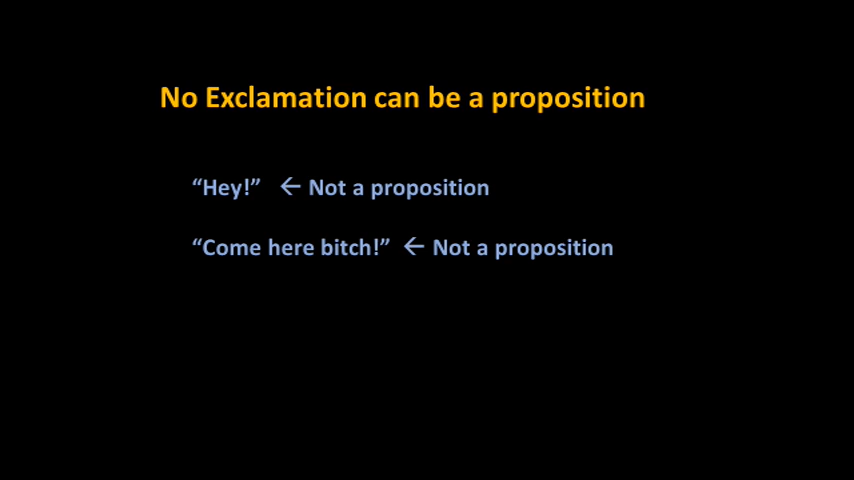 No Exclamation can be a proposition
“Hey!” ← Not a proposition
“Come here bitch!” ← Not a proposition